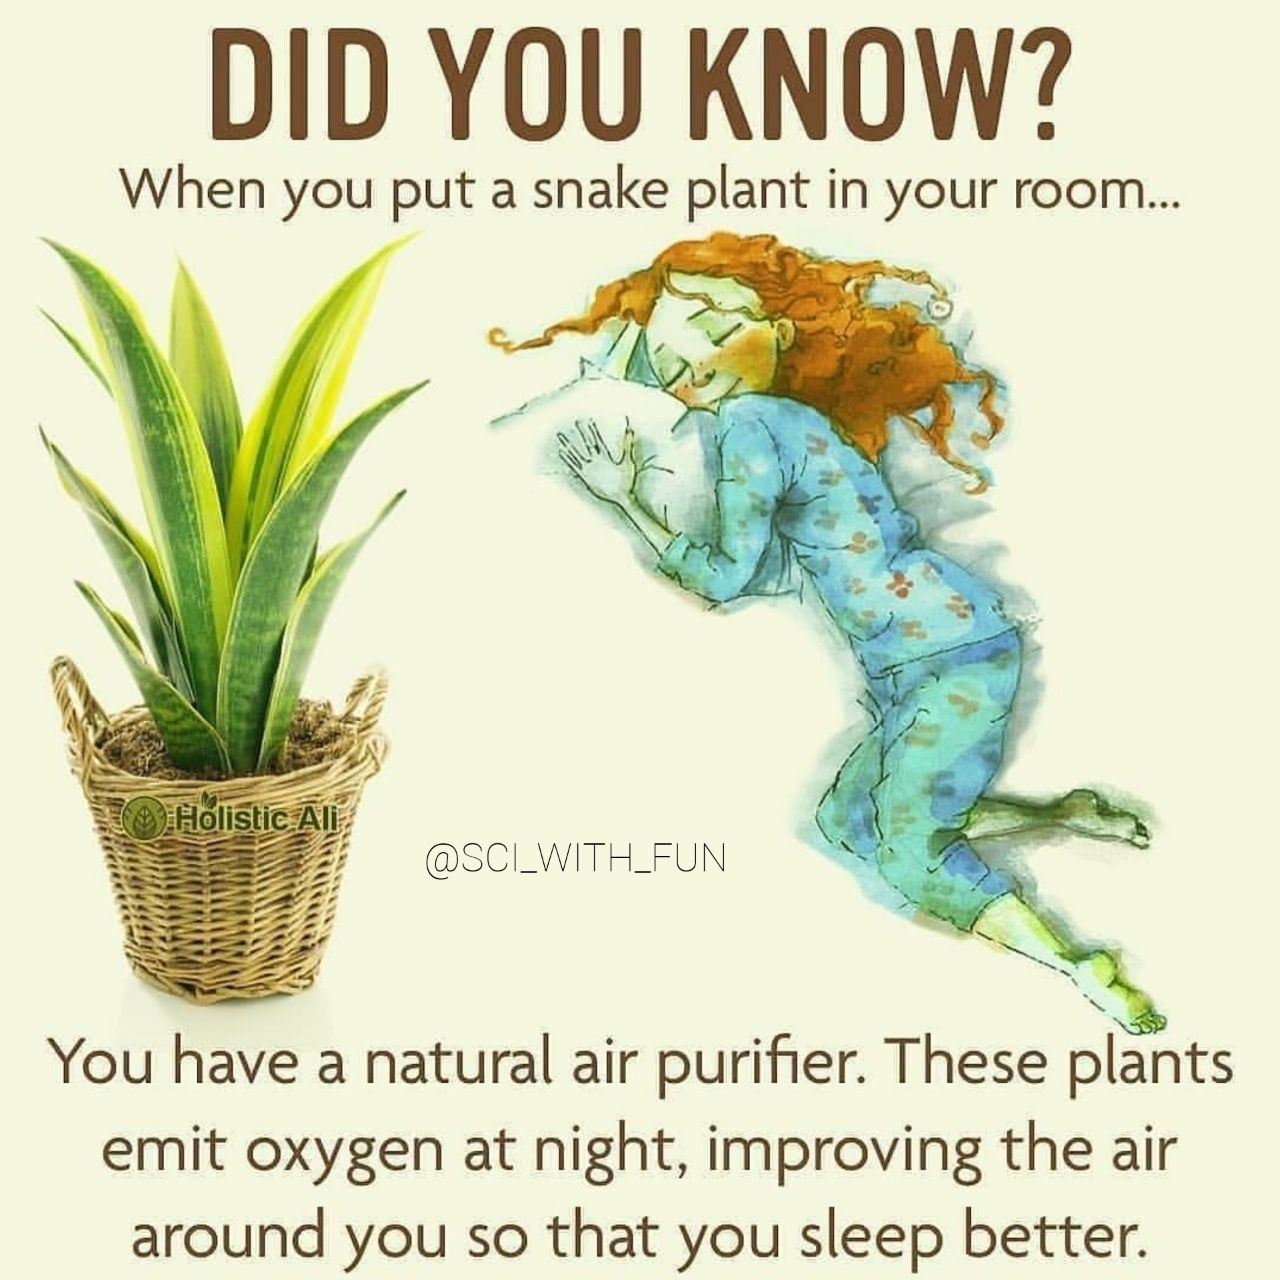 DID YOU KNOW?
When you put a snake plant in your room...
Holistic Ali
@SCI_WITH_FUN
You have a natural air purifier. These plants
emit oxygen at night, improving the air
around you so that you sleep better.